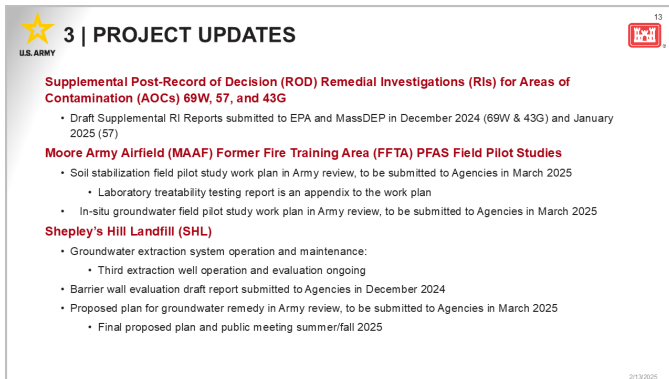 13
3 | PROJECT UPDATES
U.S. ARMY
Supplemental Post-Record of Decision (ROD) Remedial Investigations (RIs) for Areas of
Contamination (AOCs) 69W, 57, and 43G
• Draft Supplemental RI Reports submitted to EPA and MassDEP in December 2024 (69W & 43G) and January
2025 (57)
Moore Army Airfield (MAAF) Former Fire Training Area (FFTA) PFAS Field Pilot Studies
• Soil stabilization field pilot study work plan in Army review, to be submitted to Agencies in March 2025
• Laboratory treatability testing report is an appendix to the work plan
• In-situ groundwater field pilot study work plan in Army review, to be submitted to Agencies in March 2025
Shepley's Hill Landfill (SHL)
• Groundwater extraction system operation and maintenance:
• Third extraction well operation and evaluation ongoing
• Barrier wall evaluation draft report submitted to Agencies in December 2024
• Proposed plan for groundwater remedy in Army review, to be submitted to Agencies in March 2025
• Final proposed plan and public meeting summer/fall 2025
2/13/2025